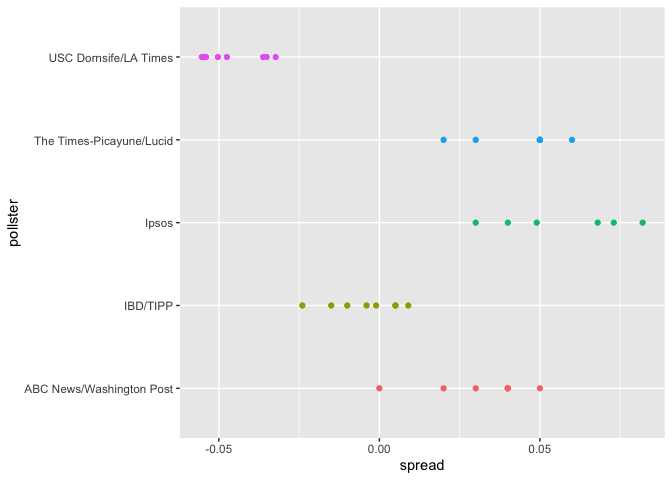 USC Dornsife/LA Times
The Times-Picayune/Lucid
Ipsos
IBD/TIPP
ABC News/Washington Post
pollster
-0.05
0.00
0.05
spread